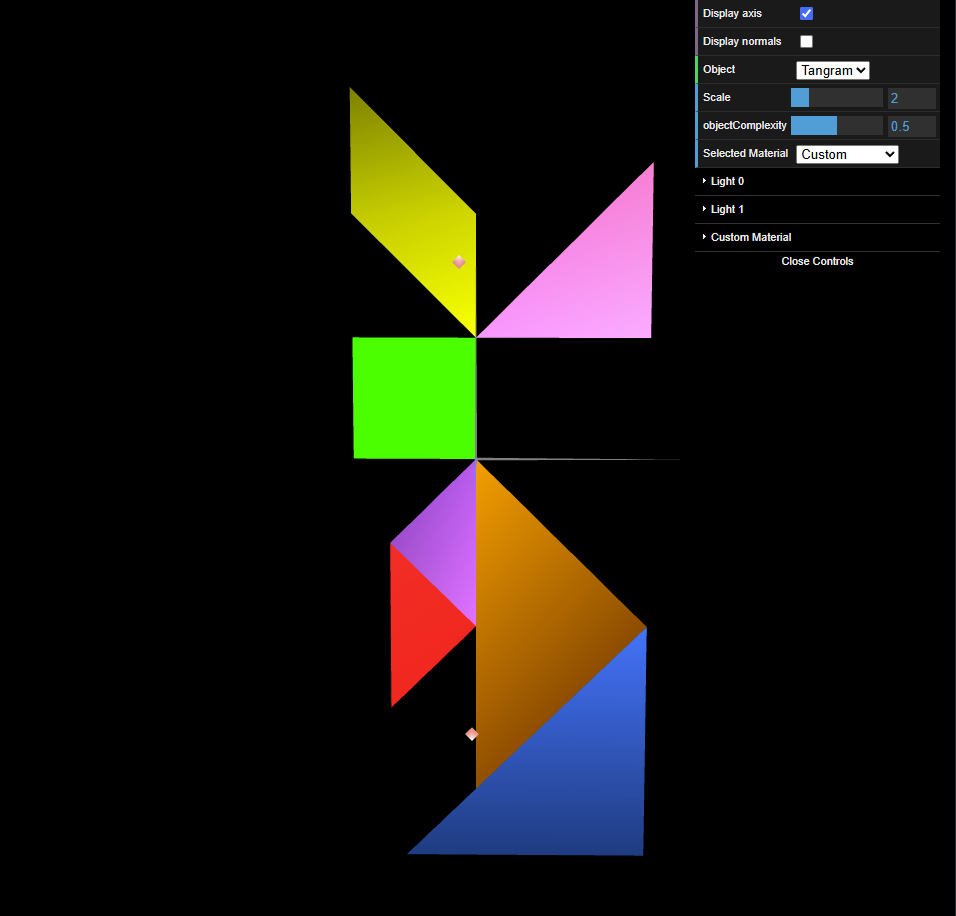 Display axis
Display normals
Object Tangram
Scale 2
objectComplexity 0.5
Selected Material Custom
Light 0
Light 1
Custom Material
Close Controls